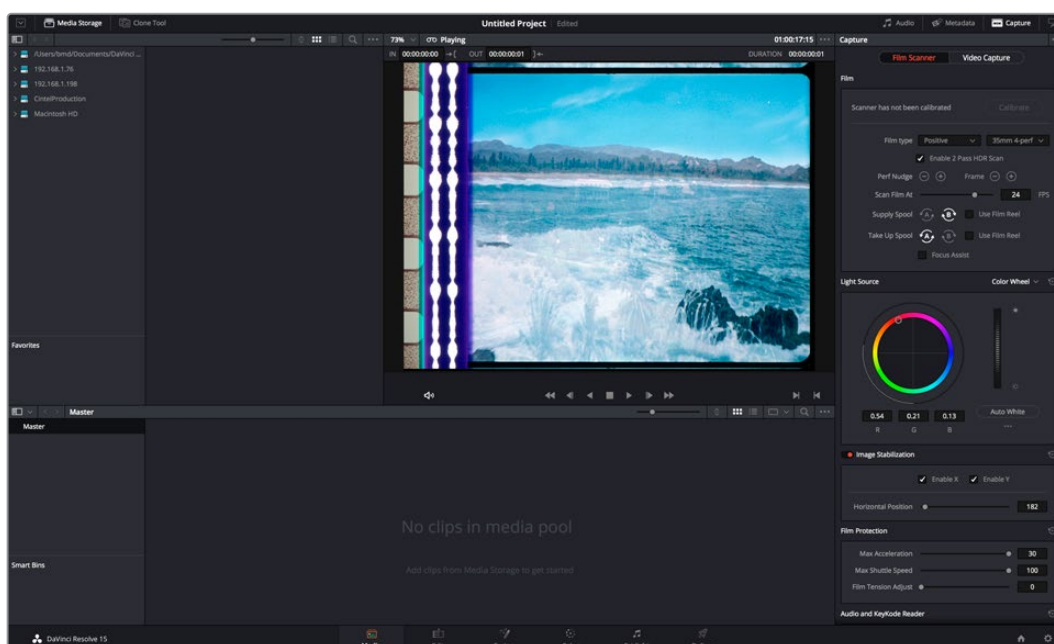 Media Storage Clone Tool Untitled Project Edited Audio Metadata Capture
73% Playing 01:00:17:15 Capture
IN 00:00:00:00 OUT 00:00:00:01 DURATION 00:00:00:01
/Users/bmd/Documents/DaVinci ...
192.168.1.76
192.168.1.198
CintelProduction
Macintosh HD
Favorites
Film Scanner Video Capture
Film
Scanner has not been calibrated Calibrate
Film type Positive 35mm 4-perf
Enable 2 Pass HDR Scan
Perf Nudge Frame
Scan Film At 24 FPS
Supply Spool A B Use Film Reel
Take Up Spool A B Use Film Reel
Focus Assist
Light Source Color Wheel
0.54 0.21 0.13 Auto White
R G B
Image Stabilization
Enable X Enable Y
Horizontal Position 182
Film Protection
Max Acceleration 30
Max Shuttle Speed 100
Film Tension Adjust 0
Audio and KeyKode Reader
Master
Master
No clips in media pool
Add clips from Media Storage to get started
Smart Bins
DaVinci Resolve 15